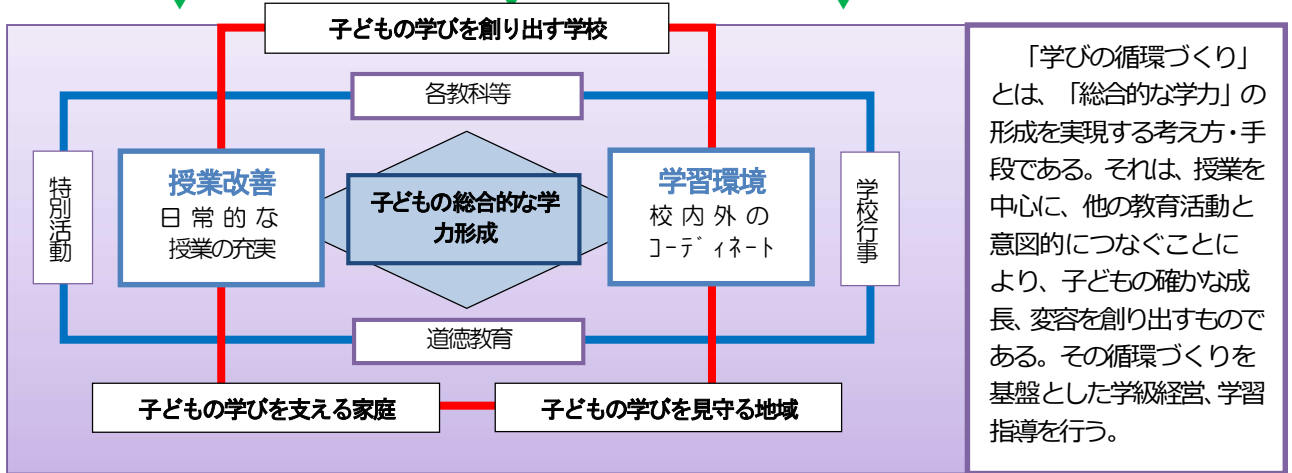 子どもの学びを創り出す学校
各教科等
特別活動
授業改善
日常的な
授業の充実
子どもの総合的な学
力形成
学習環境
校内外の
ｺｰﾃﾞｨﾈｰﾄ
学校行事
道徳教育
子どもの学びを支える家庭
子どもの学びを見守る地域
「学びの循環づくり」
とは、「総合的な学力」の
形成を実現する考え方・手
段である。それは、授業を
中心に、他の教育活動と
意図的につなぐことに
より、子どもの確かな成
長、変容を創り出すもので
ある。その循環づくりを
基盤とした学級経営、学習
指導を行う。